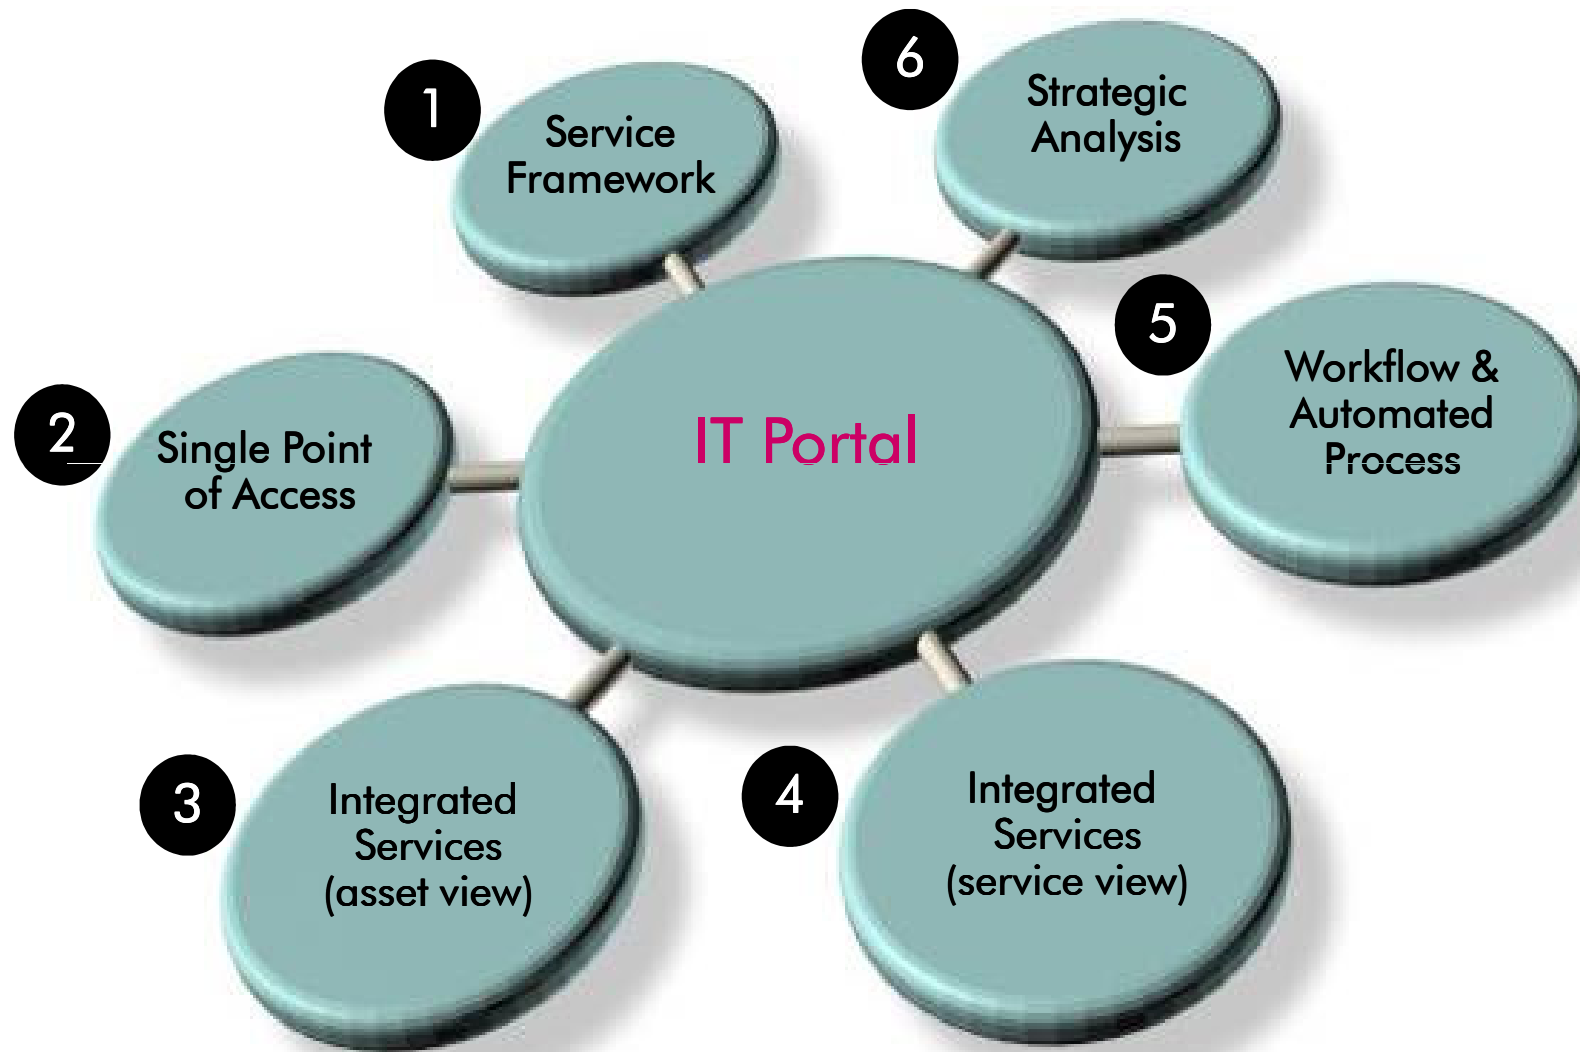 1
Service
Framework
6
Strategic
Analysis
2
Single Point
of Access
IT Portal
5
Workflow &
Automated
Process
3
Integrated
Services
(asset view)
4
Integrated
Services
(service view)